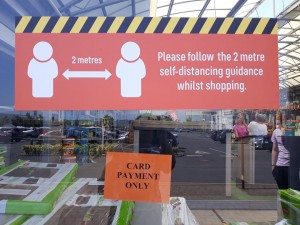 2 metres
Please follow the 2 metre
self-distancing guidance
whilst shopping.
CARD
PAYMENT
ONLY